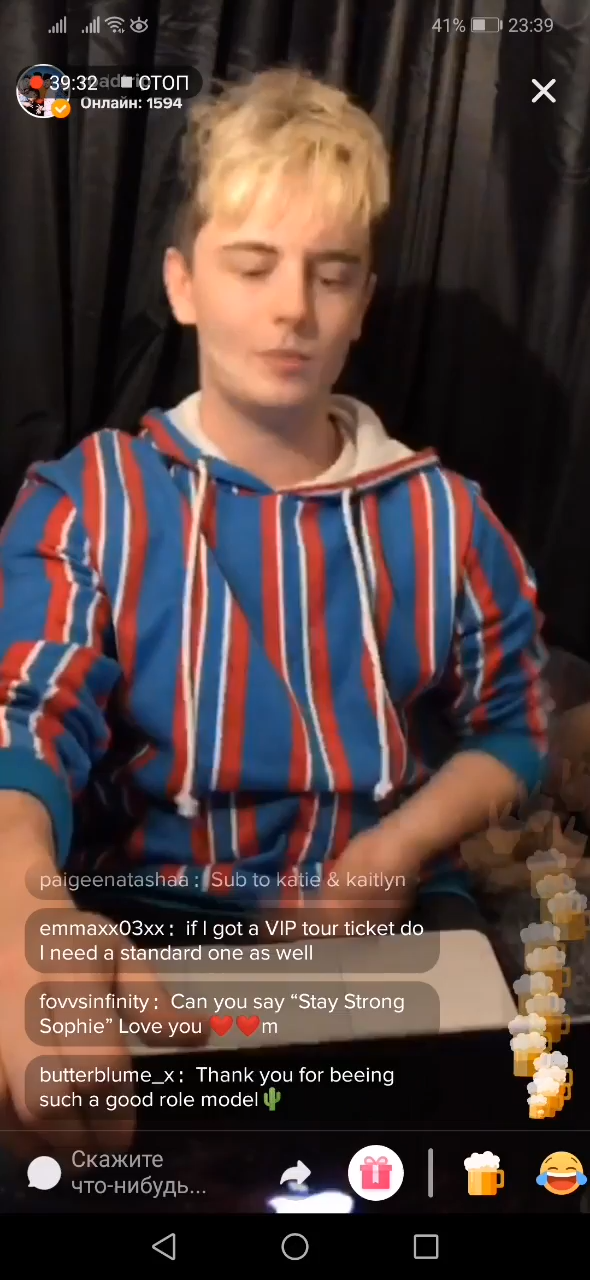 41% 23:39
39:32 СТОП
Онлайн: 1594
paigeenatashaa : Sub to katie & kaitlyn
emmaxx03xx : if I got a VIP tour ticket do
I need a standard one as well
fovvsinfinity : Can you say “Stay Strong
Sophie” Love you ❤️❤️m
butterblume_x : Thank you for beeing
such a good role model🌵
Скажите
что-нибудь...